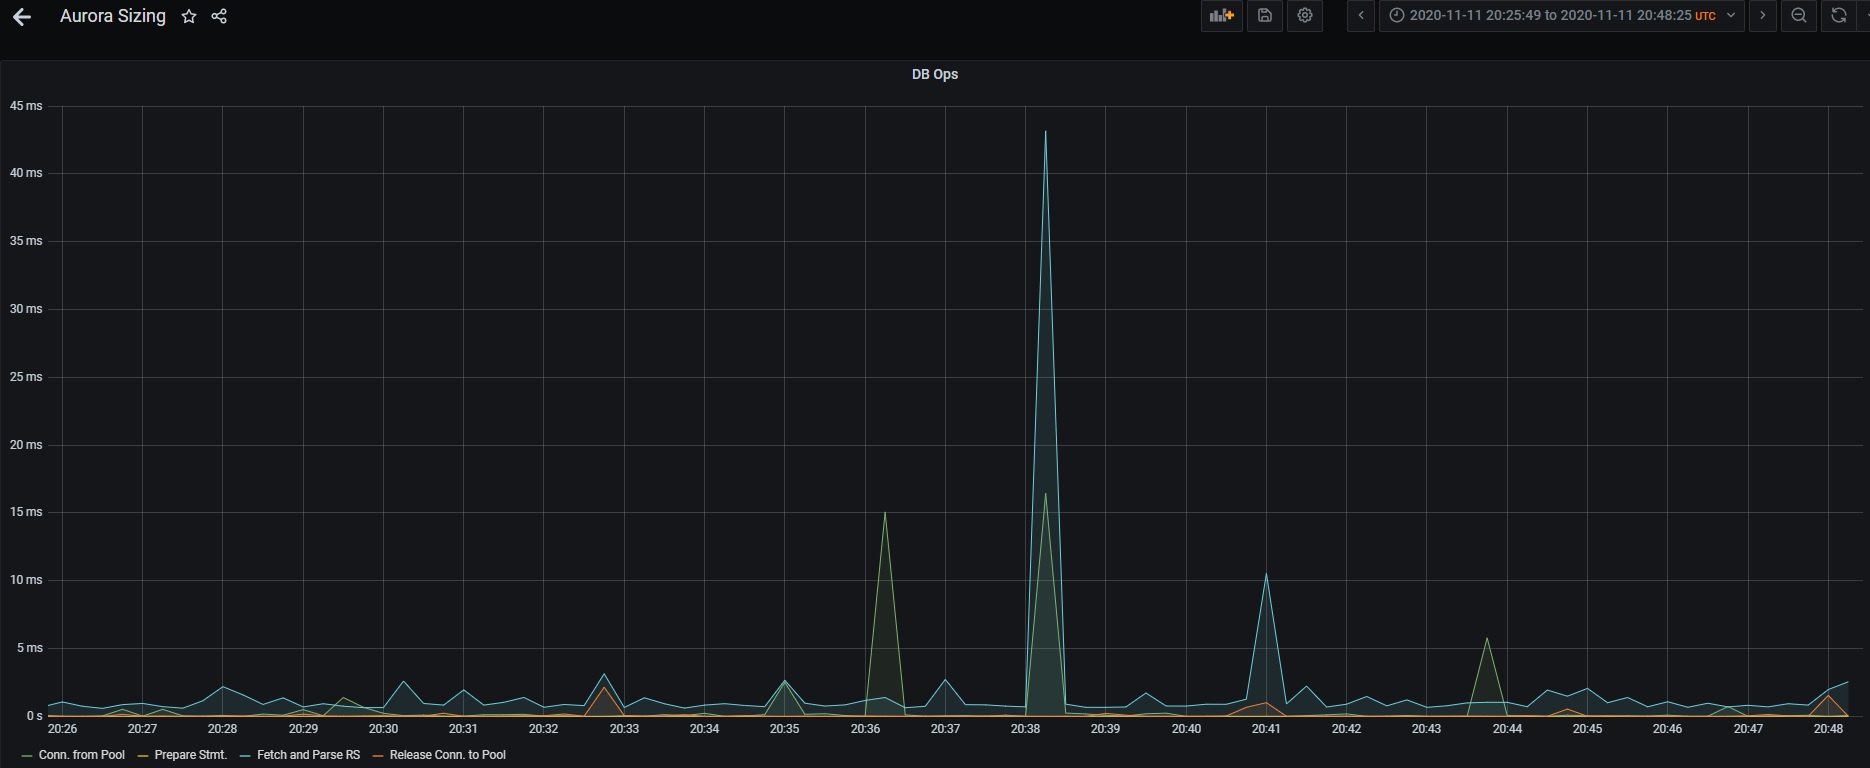 Aurora Sizing
2020-11-11 20:25:49 to 2020-11-11 20:48:25 UTC
DB Ops
45 ms
40 ms
35 ms
30 ms
25 ms
20 ms
15 ms
10 ms
5 ms
0 s
20:26 20:27 20:28 20:29 20:30 20:31 20:32 20:33 20:34 20:35 20:36 20:37 20:38 20:39 20:40 20:41 20:42 20:43 20:44 20:45 20:46 20:47 20:48
Conn. from Pool Prepare Stmt. Fetch and Parse RS Release Conn. to Pool